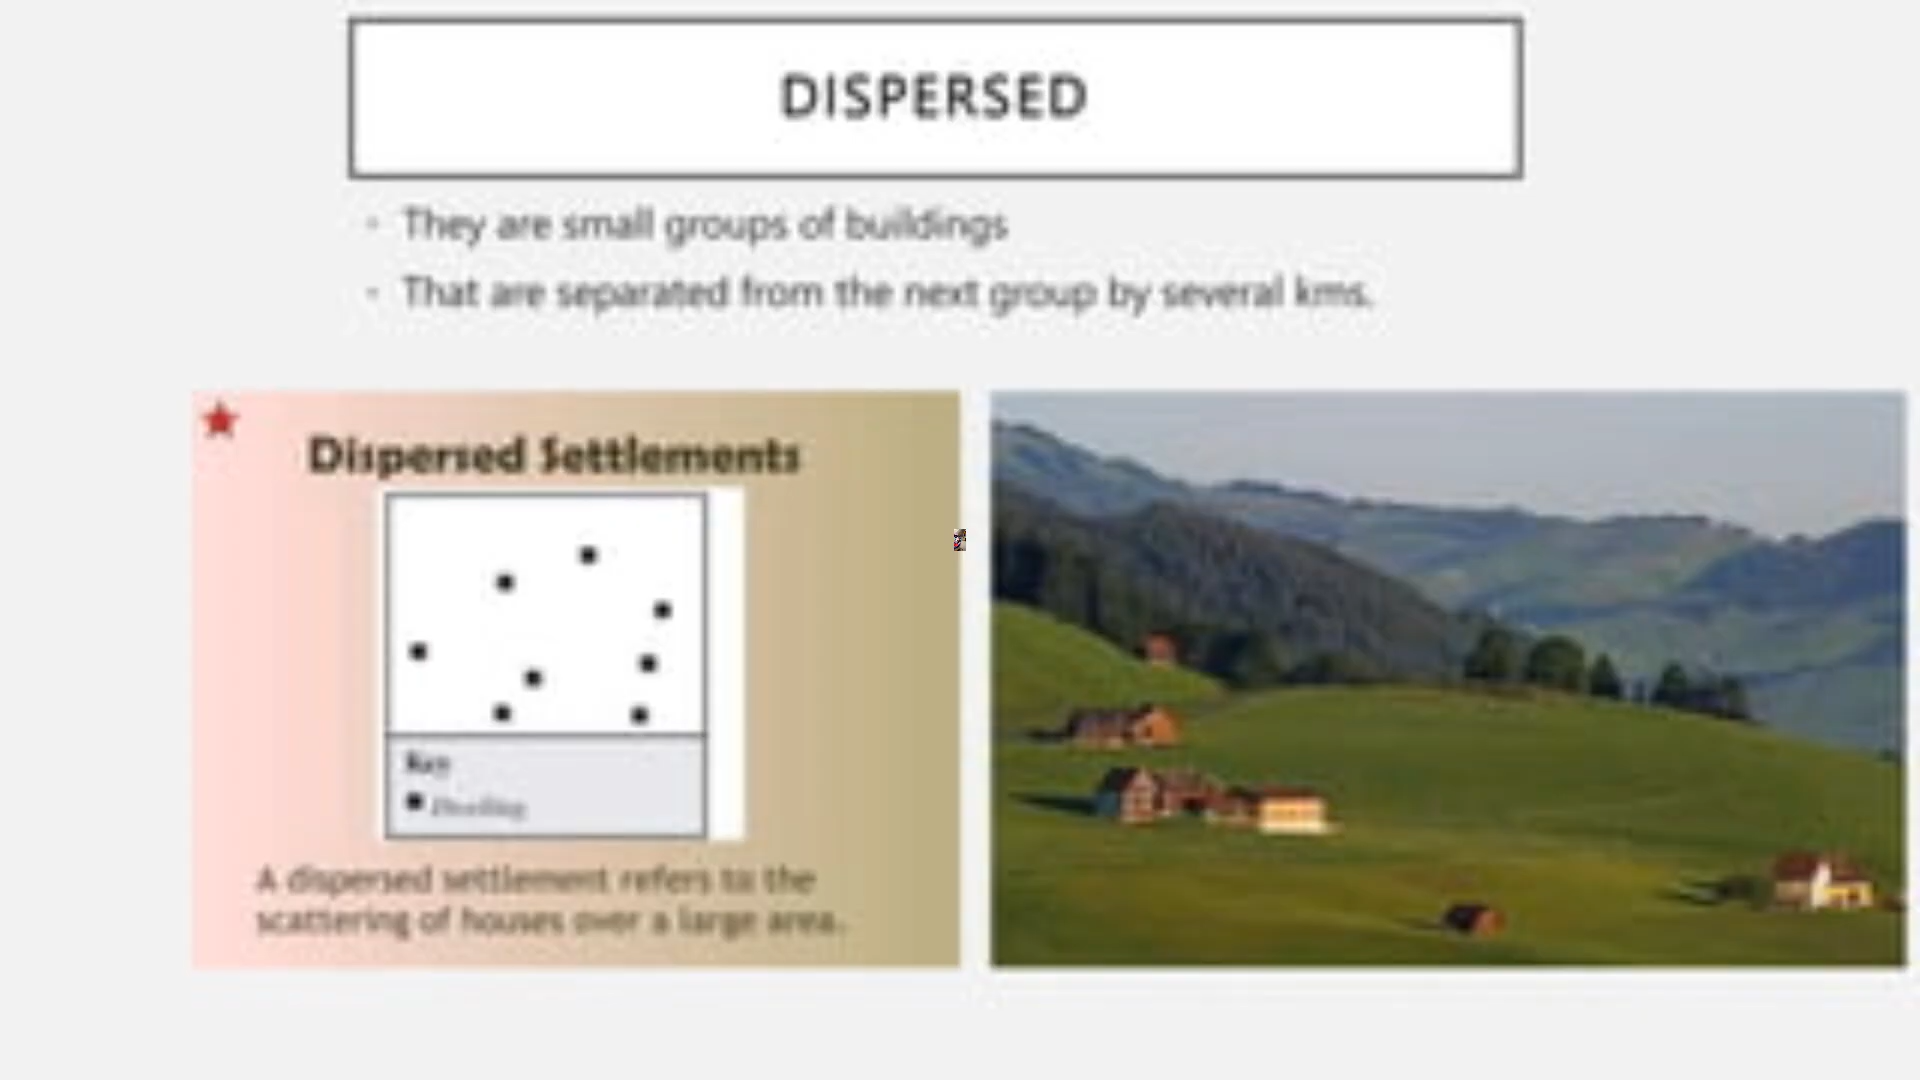 DISPERSED
• They are small groups of buildings
• That are separated from the next group by several kms.
Dispersed Settlements
Key
Dwelling
A dispersed settlement refers to the
scattering of houses over a large area.